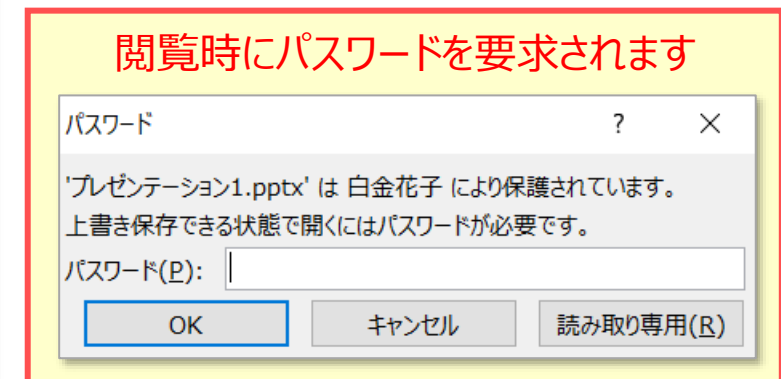 閲覧時にパスワードを要求されます
パスワード ? ×
'プレゼンテーション1.pptx' は 白金花子 により保護されています。
上書き保存できる状態で開くにはパスワードが必要です。
パスワード(P):
OK キャンセル 読み取り専用(R)